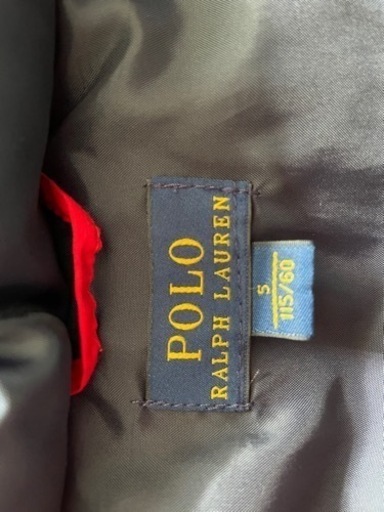 POLO
RALPH LAUREN
5
115/60